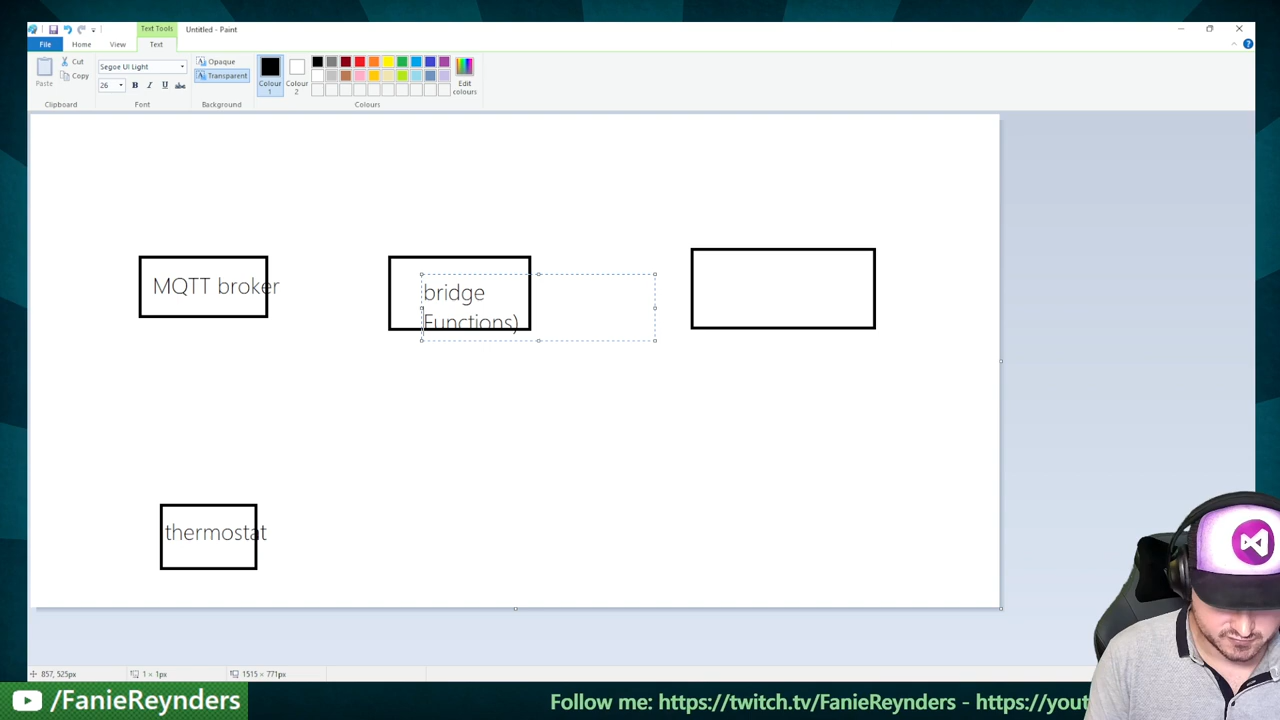 Text Tools
Untitled - Paint
File
Home
View
Text
Paste
Cut
Copy
Clipboard
Segoe UI Light
26
B
I
U
abc
Font
Opaque
Transparent
Background
Colour 1
Colour 2
Edit colours
Colours
MQTT broker
bridge
Functions)
thermostat
857, 525px
1 × 1px
1515 × 771px
/FanieReynders
Follow me: https://twitch.tv/FanieReynders - https://yout